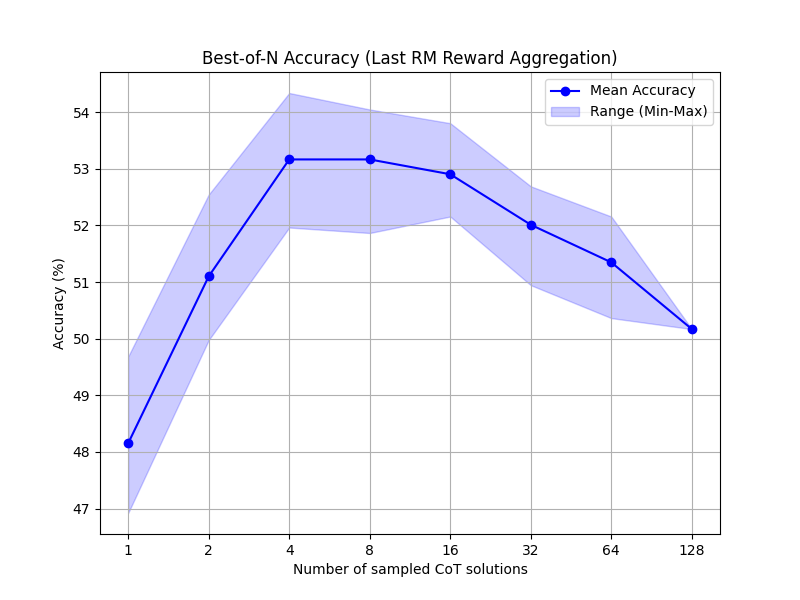 Best-of-N Accuracy (Last RM Reward Aggregation)
Mean Accuracy
Range (Min-Max)
Accuracy (%)
54
53
52
51
50
49
48
47
1 2 4 8 16 32 64 128
Number of sampled CoT solutions